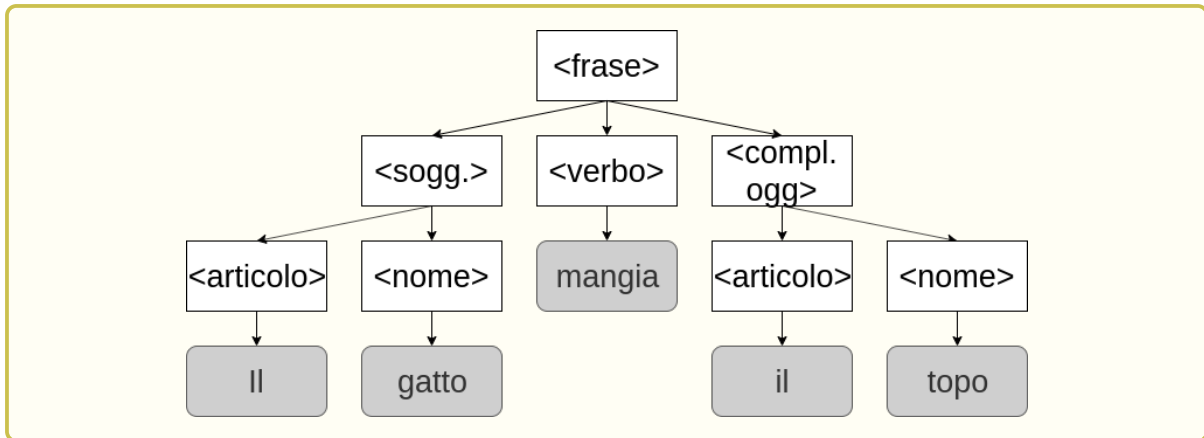 <frase>
<sogg.> <verbo> <compl.
ogg>
<articolo> <nome> mangia <articolo> <nome>
Il gatto il topo